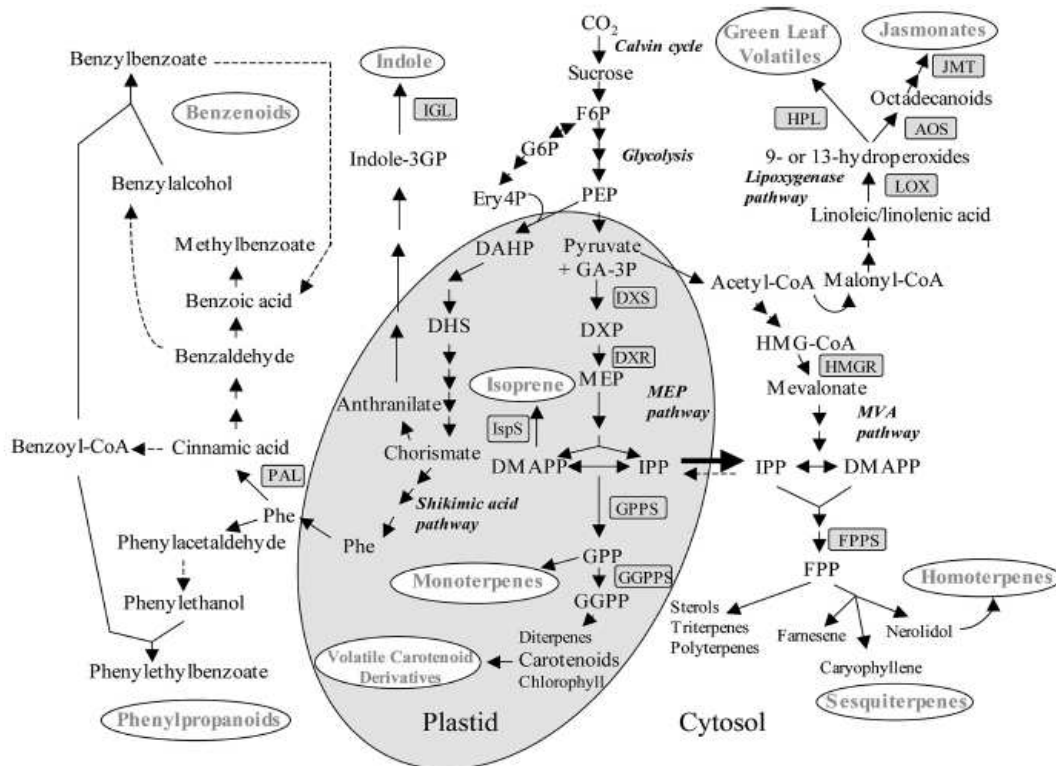 CO2
Calvin cycle
Sucrose
F6P
G6P
Glycolysis
Ery4P
PEP
Benzylbenzoate
Benzenoids
Benzylalcohol
Methylbenzoate
Benzoic acid
Benzaldehyde
Benzoyl-CoA
Cinnamic acid
PAL
Phe
Phenylacetaldehyde
Phenylethanol
Phenylethylbenzoate
Phenylpropanoids
Indole
IGL
Indole-3GP
DAHP
DHS
Anthranilate
Chorismate
Shikimic acid
pathway
Phe
Pyruvate
+ GA-3P
DXS
DXP
DXR
MEP
MEP
pathway
Isoprene
IspS
DMAPP
IPP
GPPS
GPP
Monoterpenes
GGPPS
GGPP
Diterpenes
Carotenoids
Chlorophyll
Volatile Carotenoid
Derivatives
Plastid
Cytosol
Green Leaf
Volatiles
Jasmonates
JMT
Octadecanoids
HPL
AOS
9- or 13-hydroperoxides
Lipoxygenase
pathway
LOX
Linoleic/linolenic acid
Acetyl-CoA
Malonyl-CoA
HMG-CoA
HMGR
Mevalonate
MVA
pathway
IPP
DMAPP
FPPS
FPP
Homoterpenes
Sterols
Triterpenes
Polyterpenes
Farnesene
Nerolidol
Caryophyllene
Sesquiterpenes